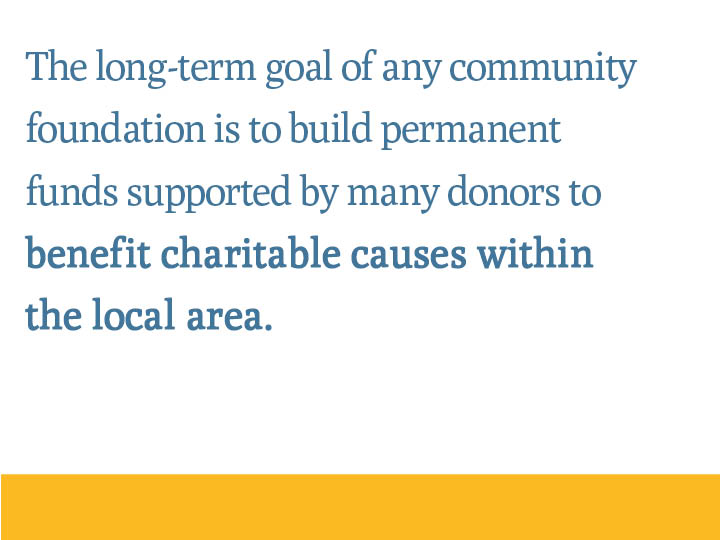 The long-term goal of any community
foundation is to build permanent
funds supported by many donors to
benefit charitable causes within
the local area.